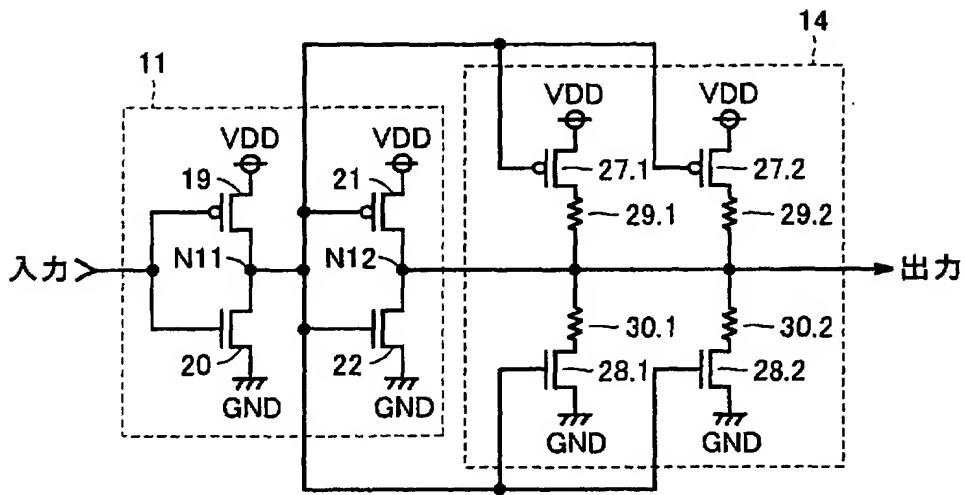 14
11
VDD
VDD
VDD
VDD
19
21
27.1
27.2
29.1
29.2
入力
N11
N12
出力
30.1
30.2
20
22
28.1
28.2
GND
GND
GND
GND